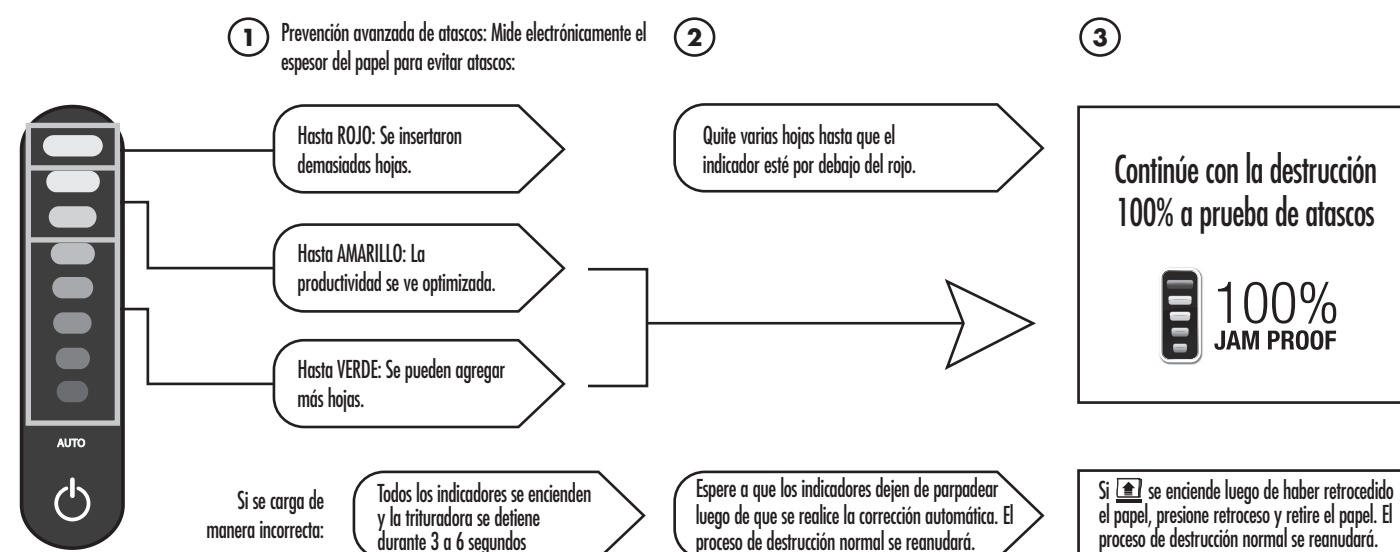 1 Prevención avanzada de atascos: Mide electrónicamente el
espesor del papel para evitar atascos:
Hasta ROJO: Se insertaron
demasiadas hojas.
Hasta AMARILLO: La
productividad se ve optimizada.
Hasta VERDE: Se pueden agregar
más hojas.
2
Quite varias hojas hasta que el
indicador esté por debajo del rojo.
3
Continúe con la destrucción
100% a prueba de atascos
100%
JAM PROOF
AUTO
Si se carga de
manera incorrecta:
Todos los indicadores se encienden
y la trituradora se detiene
durante 3 a 6 segundos
Espere a que los indicadores dejen de parpadear
luego de que se realice la corrección automática. El
proceso de destrucción normal se reanudará.
Si se enciende luego de haber retrocedido
el papel, presione retroceso y retire el papel. El
proceso de destrucción normal se reanudará.